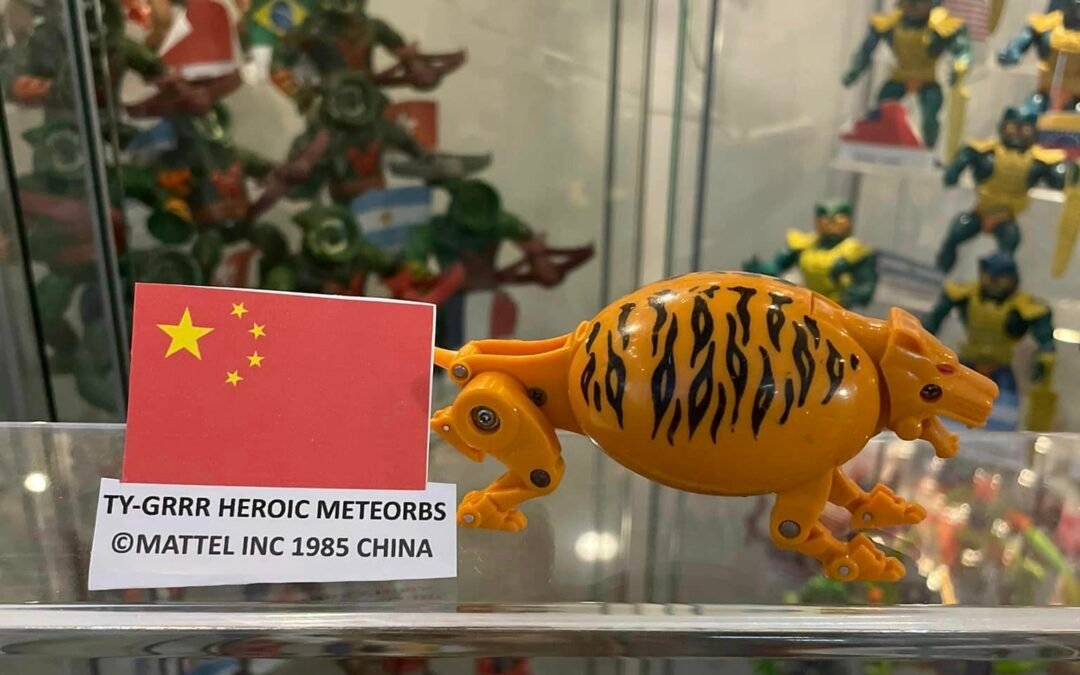 TY-GRRR HEROIC METEORBS
©MATTEL INC 1985 CHINA